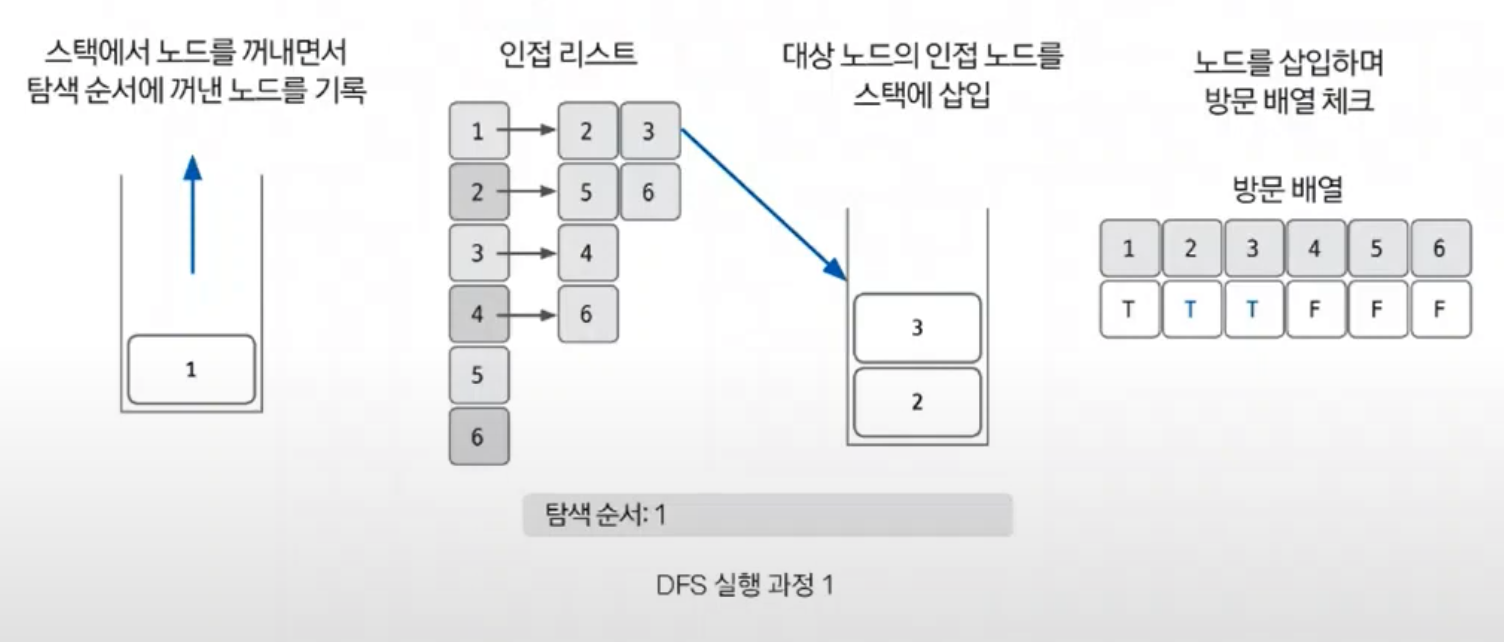 스택에서 노드를 꺼내면서
탐색 순서에 꺼낸 노드를 기록
1
인접 리스트
1 2 3
2 5 6
3 4
4 6
5
6
대상 노드의 인접 노드를
스택에 삽입
3
2
노드를 삽입하며
방문 배열 체크
방문 배열
1 2 3 4 5 6
T T T F F F
탐색 순서: 1
DFS 실행 과정 1